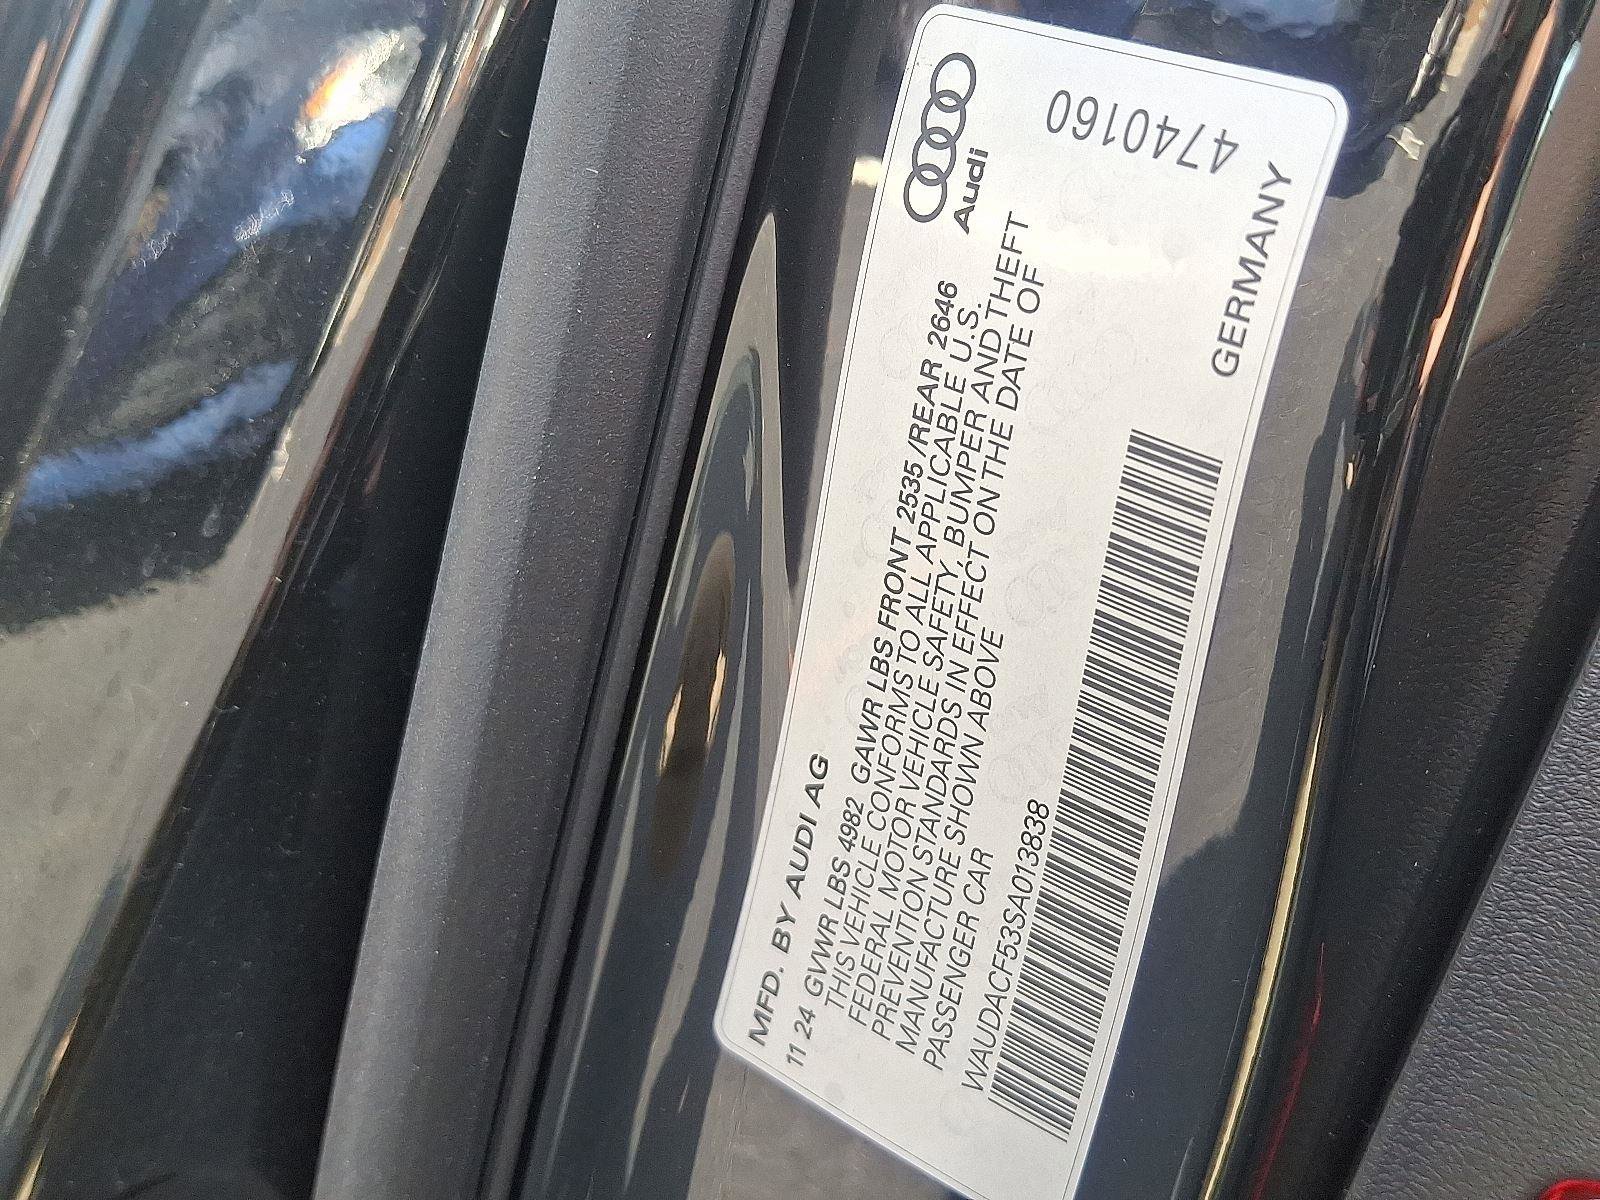 MFD. BY AUDI AG
Audi
11 24 GVWR LBS 4982 GAWR LBS FRONT 2535 /REAR 2646
THIS VEHICLE CONFORMS TO ALL APPLICABLE U.S.
FEDERAL MOTOR VEHICLE SAFETY, BUMPER AND THEFT
PREVENTION STANDARDS IN EFFECT ON THE DATE OF
MANUFACTURE SHOWN ABOVE
PASSENGER CAR
WAUDACF53SA013838
GERMANY
4740160